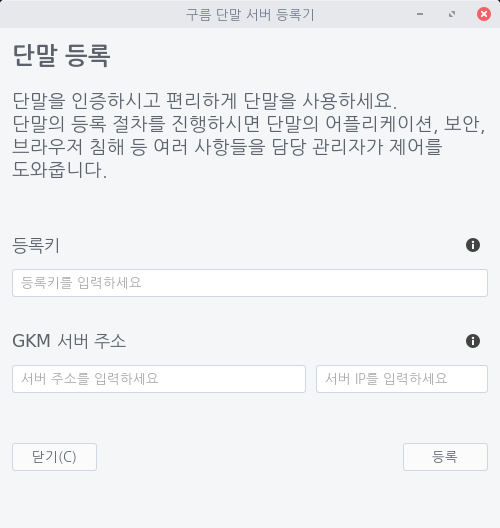 구름 단말 서버 등록기
단말 등록
단말을 인증하시고 편리하게 단말을 사용하세요.
단말의 등록 절차를 진행하시면 단말의 어플리케이션, 보안,
브라우저 침해 등 여러 사항들을 담당 관리자가 제어를
도와줍니다.
등록키
등록키를 입력하세요
GKM 서버 주소
서버 주소를 입력하세요 서버 IP를 입력하세요
닫기(C) 등록